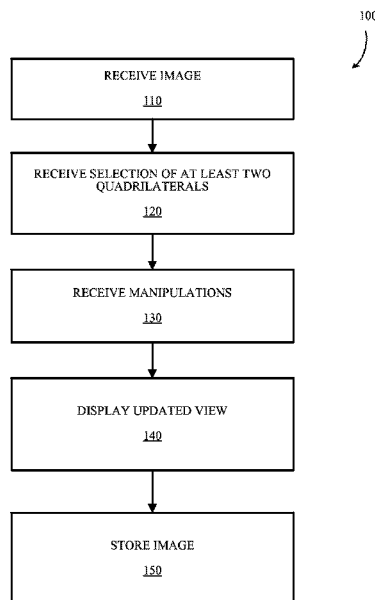 100
RECEIVE IMAGE
110
RECEIVE SELECTION OF AT LEAST TWO
QUADRILATERALS
120
RECEIVE MANIPULATIONS
130
DISPLAY UPDATED VIEW
140
STORE IMAGE
150